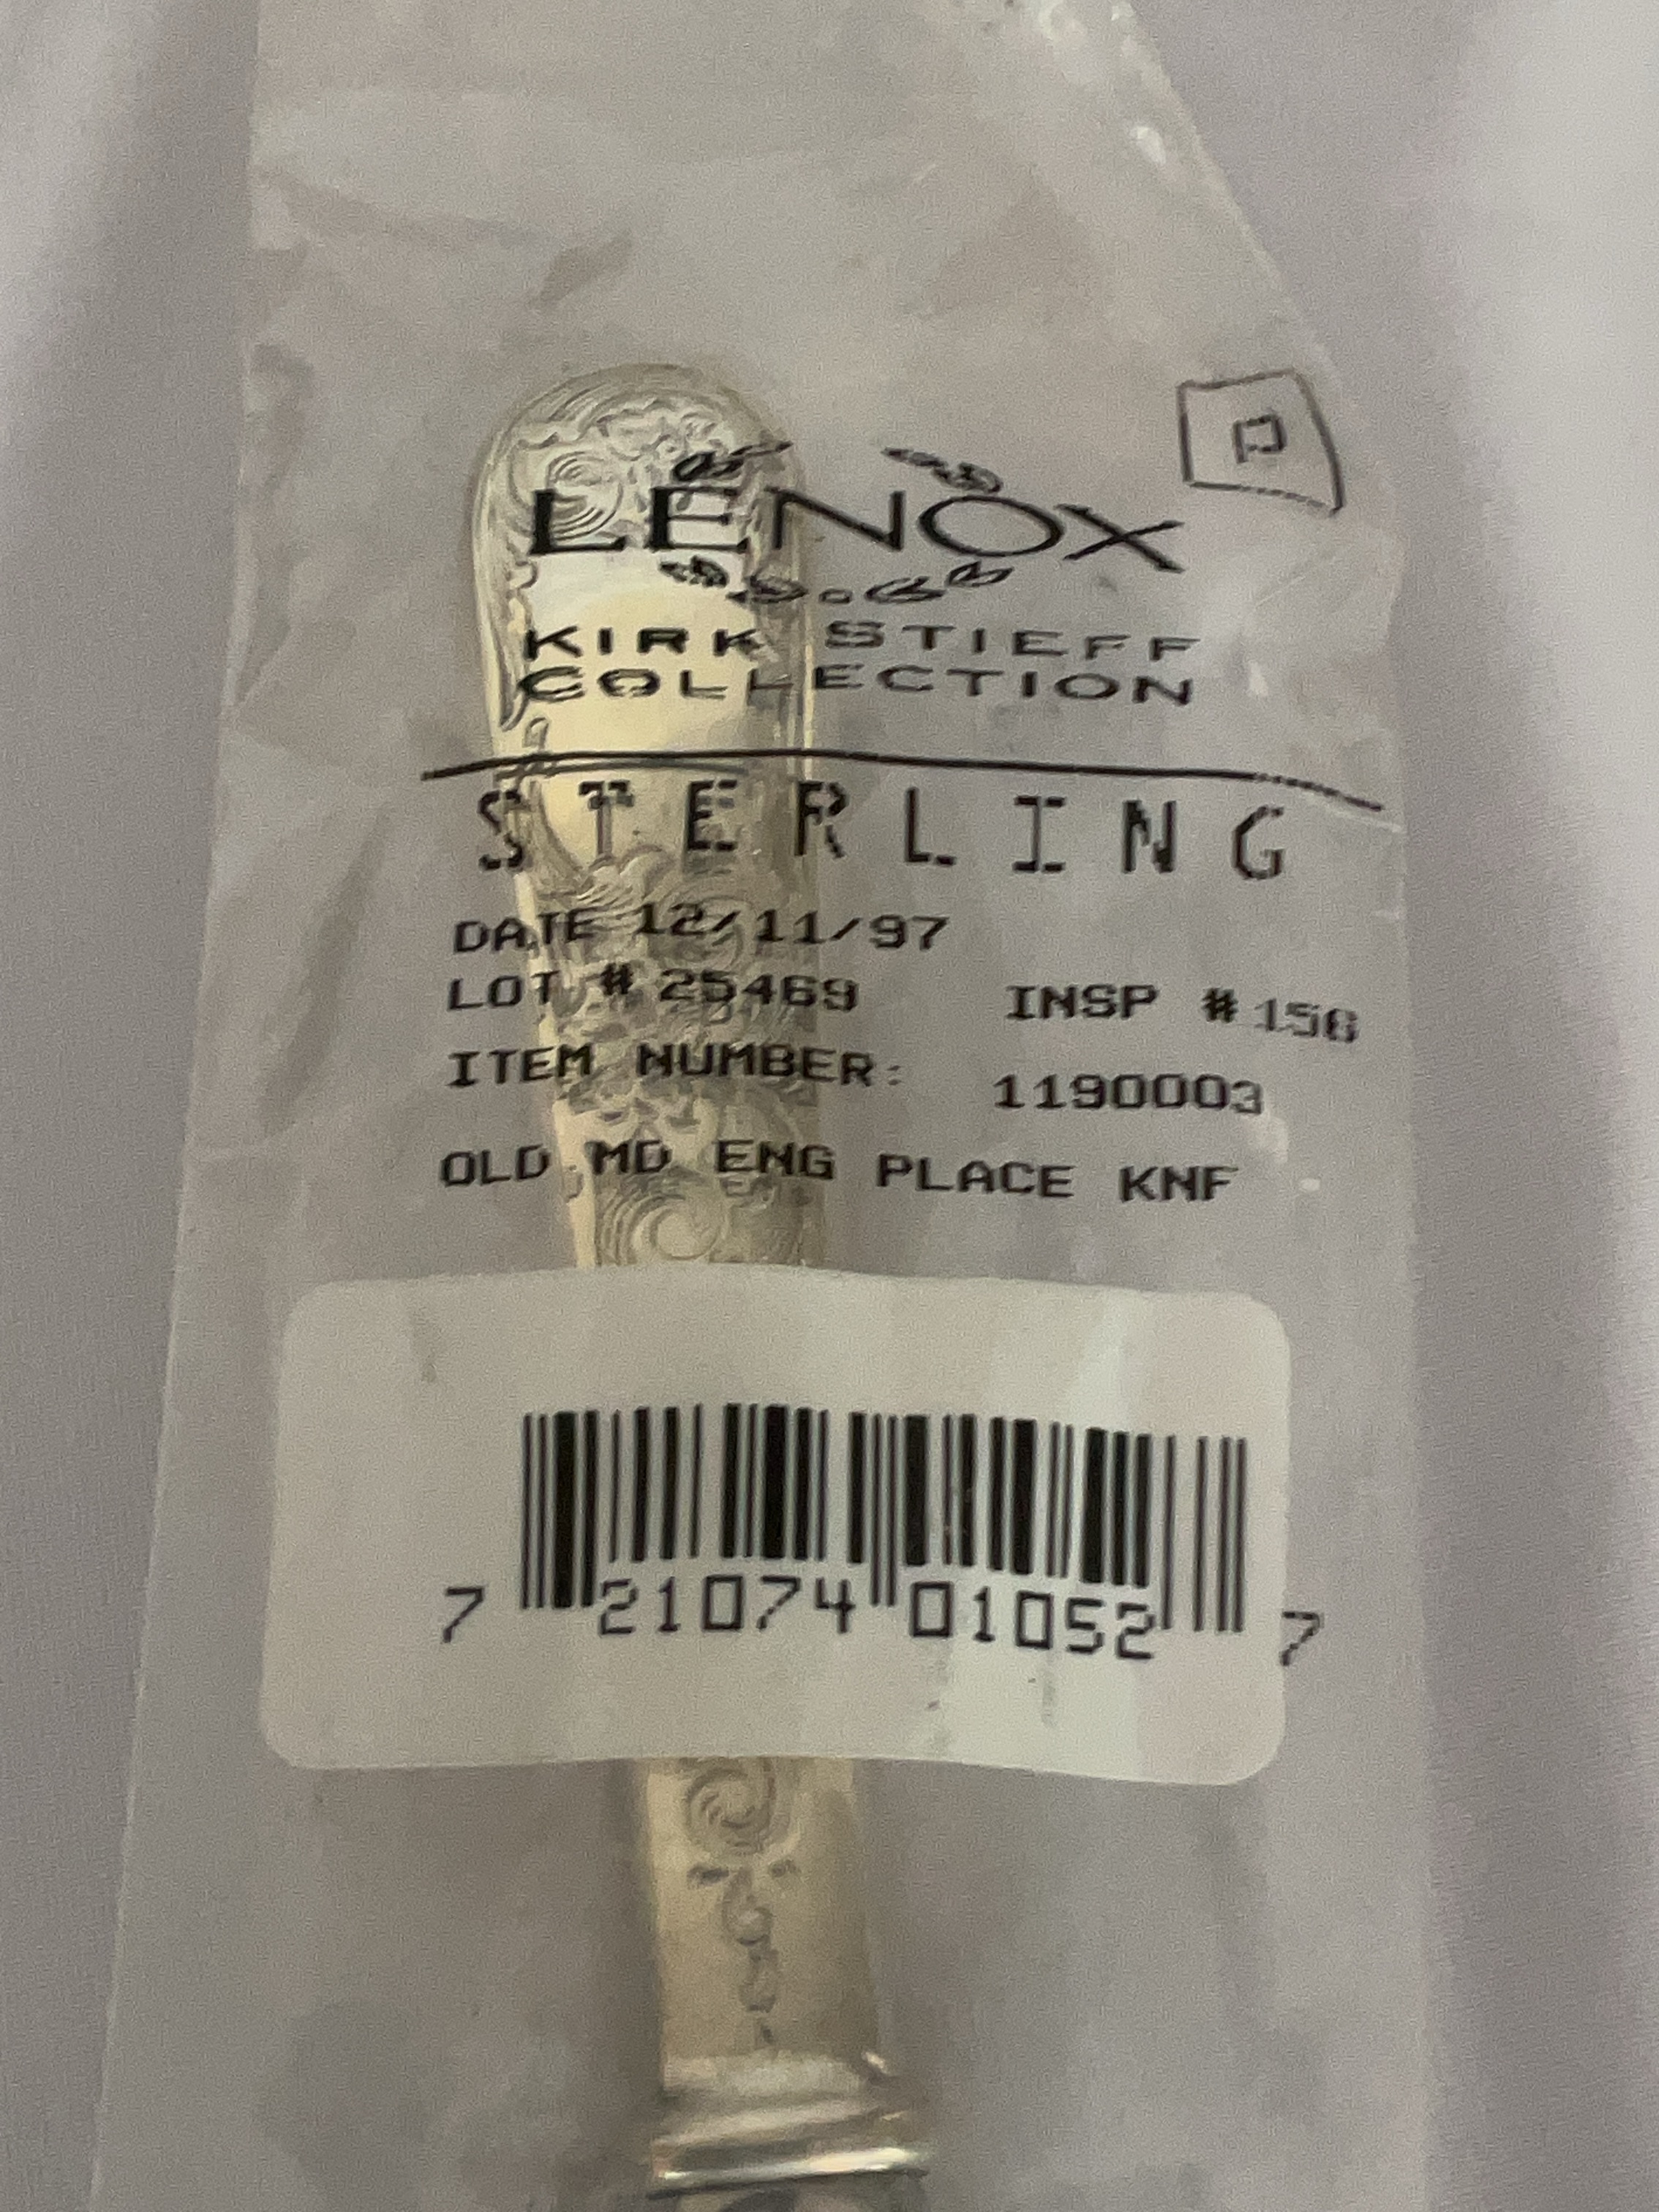 P
LENOX
KIRK STIEFF
COLLECTION
STERLING
DATE 12/11/97
LOT # 25469 INSP # 156
ITEM NUMBER: 1190003
OLD MD ENG PLACE KNF
7 21074 01052 7